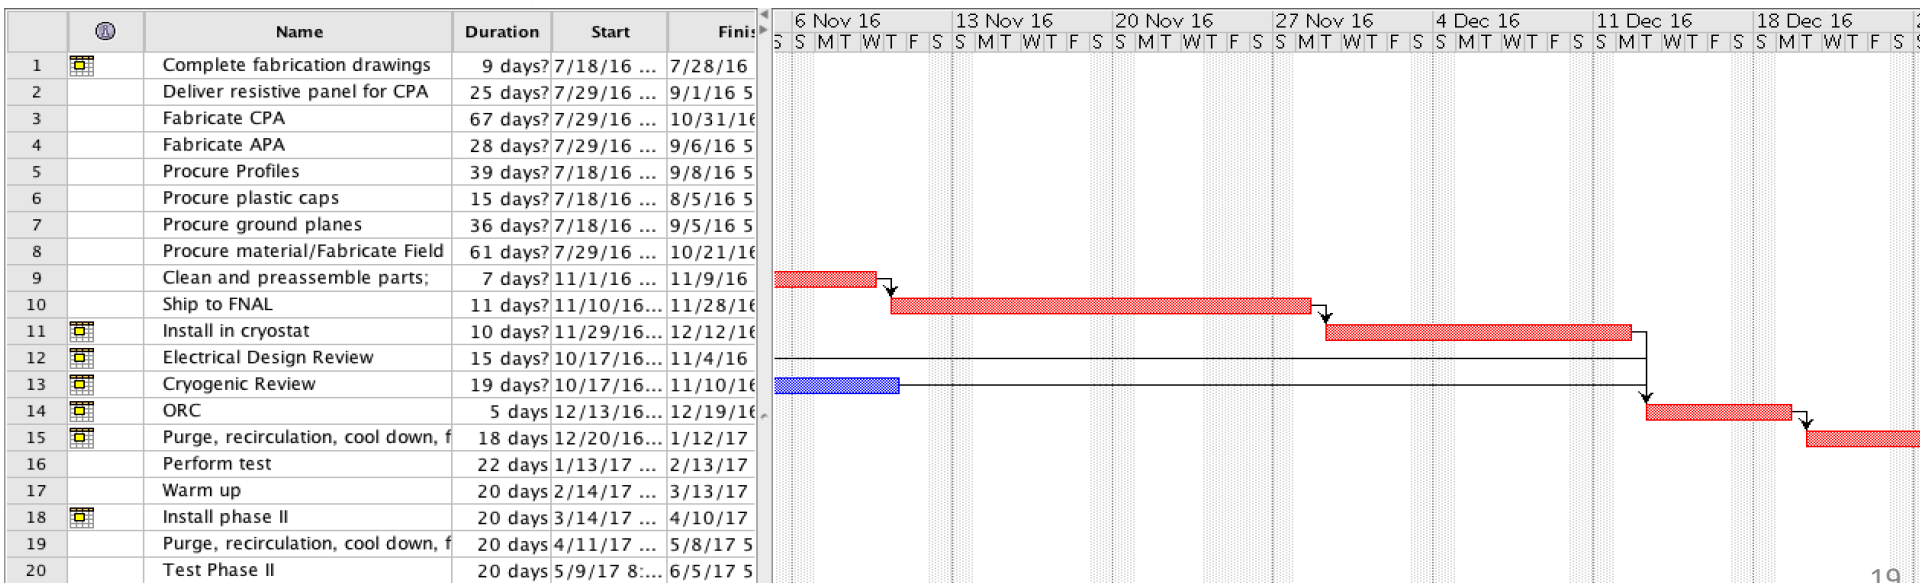 6 Nov 16 13 Nov 16 20 Nov 16 27 Nov 16 4 Dec 16 11 Dec 16 18 Dec 16
Name Duration Start Finis
S S M T W T F S S M T W T F S S M T W T F S S M T W T F S S M T W T F S S M T W T F S S M T W T F S
1 Complete fabrication drawings 9 days? 7/18/16 ... 7/28/16
2 Deliver resistive panel for CPA 25 days? 7/29/16 ... 9/1/16 5
3 Fabricate CPA 67 days? 7/29/16 ... 10/31/16
4 Fabricate APA 28 days? 7/29/16 ... 9/6/16 5
5 Procure Profiles 39 days? 7/18/16 ... 9/8/16 5
6 Procure plastic caps 15 days? 7/18/16 ... 8/5/16 5
7 Procure ground planes 36 days? 7/18/16 ... 9/5/16 5
8 Procure material/Fabricate Field 61 days? 7/29/16 ... 10/21/16
9 Clean and preassemble parts; 7 days? 11/1/16 ... 11/9/16
10 Ship to FNAL 11 days? 11/10/16... 11/28/16
11 Install in cryostat 10 days? 11/29/16... 12/12/16
12 Electrical Design Review 15 days? 10/17/16... 11/4/16
13 Cryogenic Review 19 days? 10/17/16... 11/10/16
14 ORC 5 days 12/13/16... 12/19/16
15 Purge, recirculation, cool down, f 18 days 12/20/16... 1/12/17
16 Perform test 22 days 1/13/17 ... 2/13/17
17 Warm up 20 days 2/14/17 ... 3/13/17
18 Install phase II 20 days 3/14/17 ... 4/10/17
19 Purge, recirculation, cool down, f 20 days 4/11/17 ... 5/8/17 5
20 Test Phase II 20 days 5/9/17 8:... 6/5/17 5
19